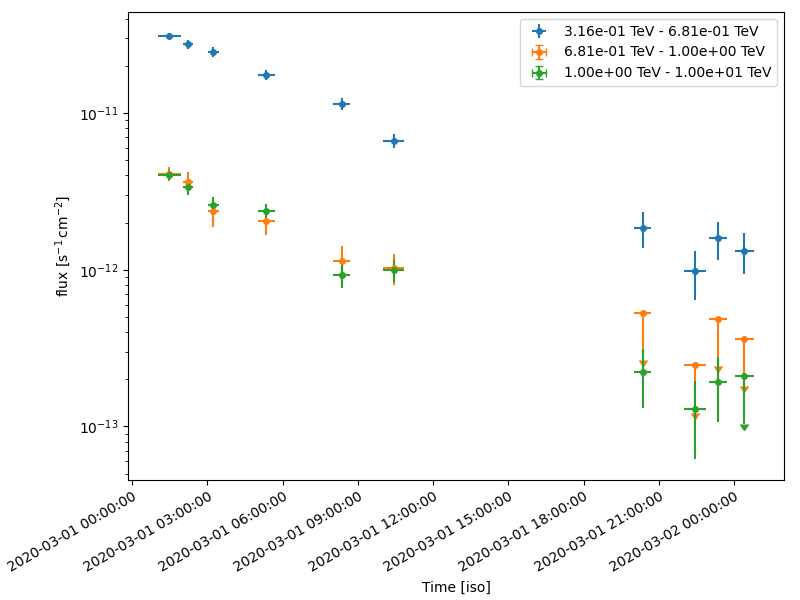 3.16e-01 TeV - 6.81e-01 TeV
6.81e-01 TeV - 1.00e+00 TeV
1.00e+00 TeV - 1.00e+01 TeV
flux [s⁻¹ cm⁻²]
10⁻¹¹
10⁻¹²
10⁻¹³
2020-03-01 00:00:00
2020-03-01 03:00:00
2020-03-01 06:00:00
2020-03-01 09:00:00
2020-03-01 12:00:00
2020-03-01 15:00:00
2020-03-01 18:00:00
2020-03-01 21:00:00
2020-03-02 00:00:00
Time [iso]